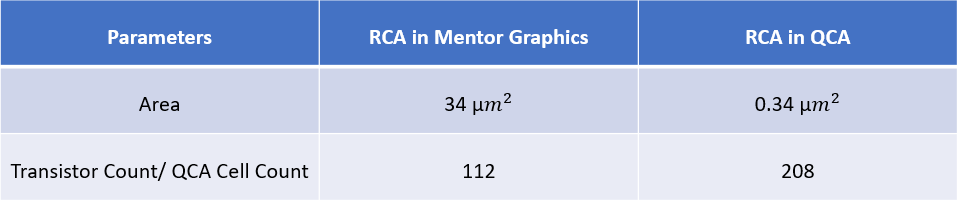 Parameters RCA in Mentor Graphics RCA in QCA
Area 34 μm² 0.34 μm²
Transistor Count/ QCA Cell Count 112 208